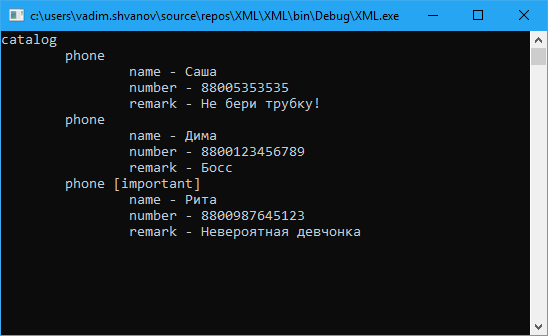 c:\users\vadim.shvanov\source\repos\XML\XML\bin\Debug\XML.exe
catalog
phone
name - Саша
number - 88005353535
remark - Не бери трубку!
phone
name - Дима
number - 8800123456789
remark - Босс
phone [important]
name - Рита
number - 8800987645123
remark - Невероятная девчонка